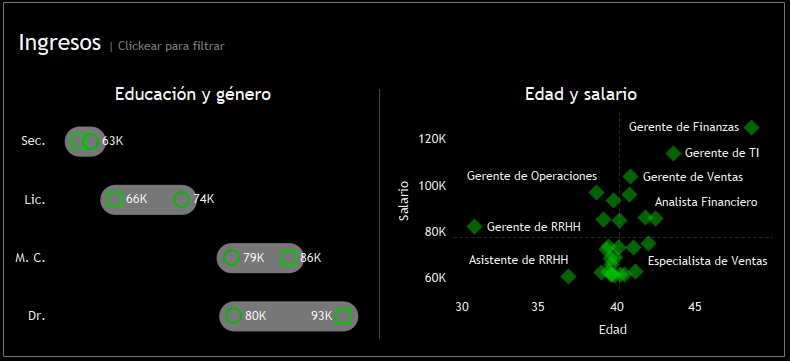 Ingresos | Clickear para filtrar
Educación y género
Sec. 63K
Lic. 66K 74K
M. C. 79K 86K
Dr. 80K 93K
Edad y salario
Salario
120K
100K
80K
60K
Gerente de Finanzas
Gerente de TI
Gerente de Operaciones
Gerente de Ventas
Analista Financiero
Gerente de RRHH
Asistente de RRHH
Especialista de Ventas
30 35 40 45
Edad